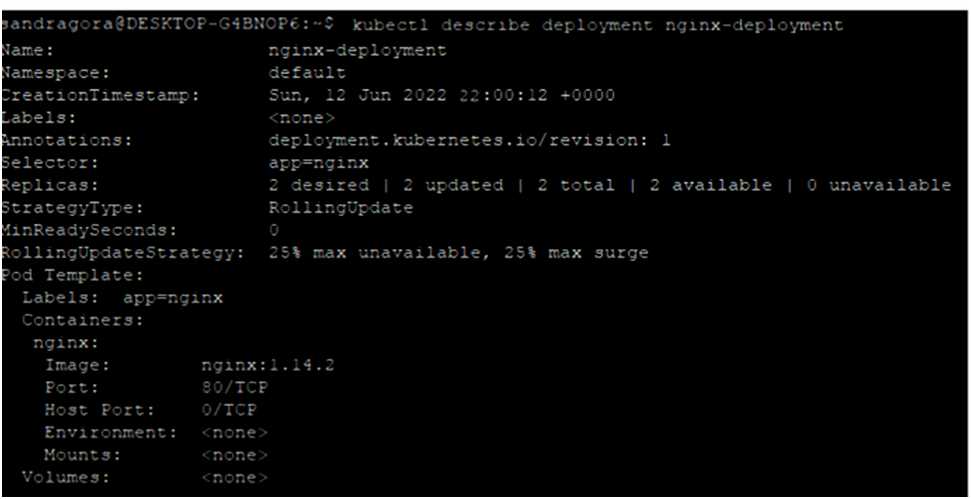 sandragora@DESKTOP-G4BNOP6:~$ kubectl describe deployment nginx-deployment
Name: nginx-deployment
Namespace: default
CreationTimestamp: Sun, 12 Jun 2022 22:00:12 +0000
Labels: <none>
Annotations: deployment.kubernetes.io/revision: 1
Selector: app=nginx
Replicas: 2 desired | 2 updated | 2 total | 2 available | 0 unavailable
StrategyType: RollingUpdate
MinReadySeconds: 0
RollingUpdateStrategy: 25% max unavailable, 25% max surge
Pod Template:
Labels: app=nginx
Containers:
nginx:
Image: nginx:1.14.2
Port: 80/TCP
Host Port: 0/TCP
Environment: <none>
Mounts: <none>
Volumes: <none>